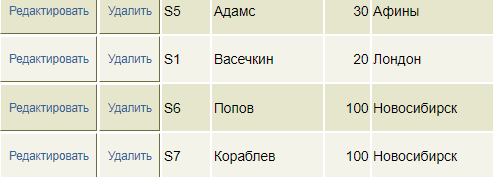 Редактировать Удалить S5 Адамс 30 Афины
Редактировать Удалить S1 Васечкин 20 Лондон
Редактировать Удалить S6 Попов 100 Новосибирск
Редактировать Удалить S7 Кораблев 100 Новосибирск